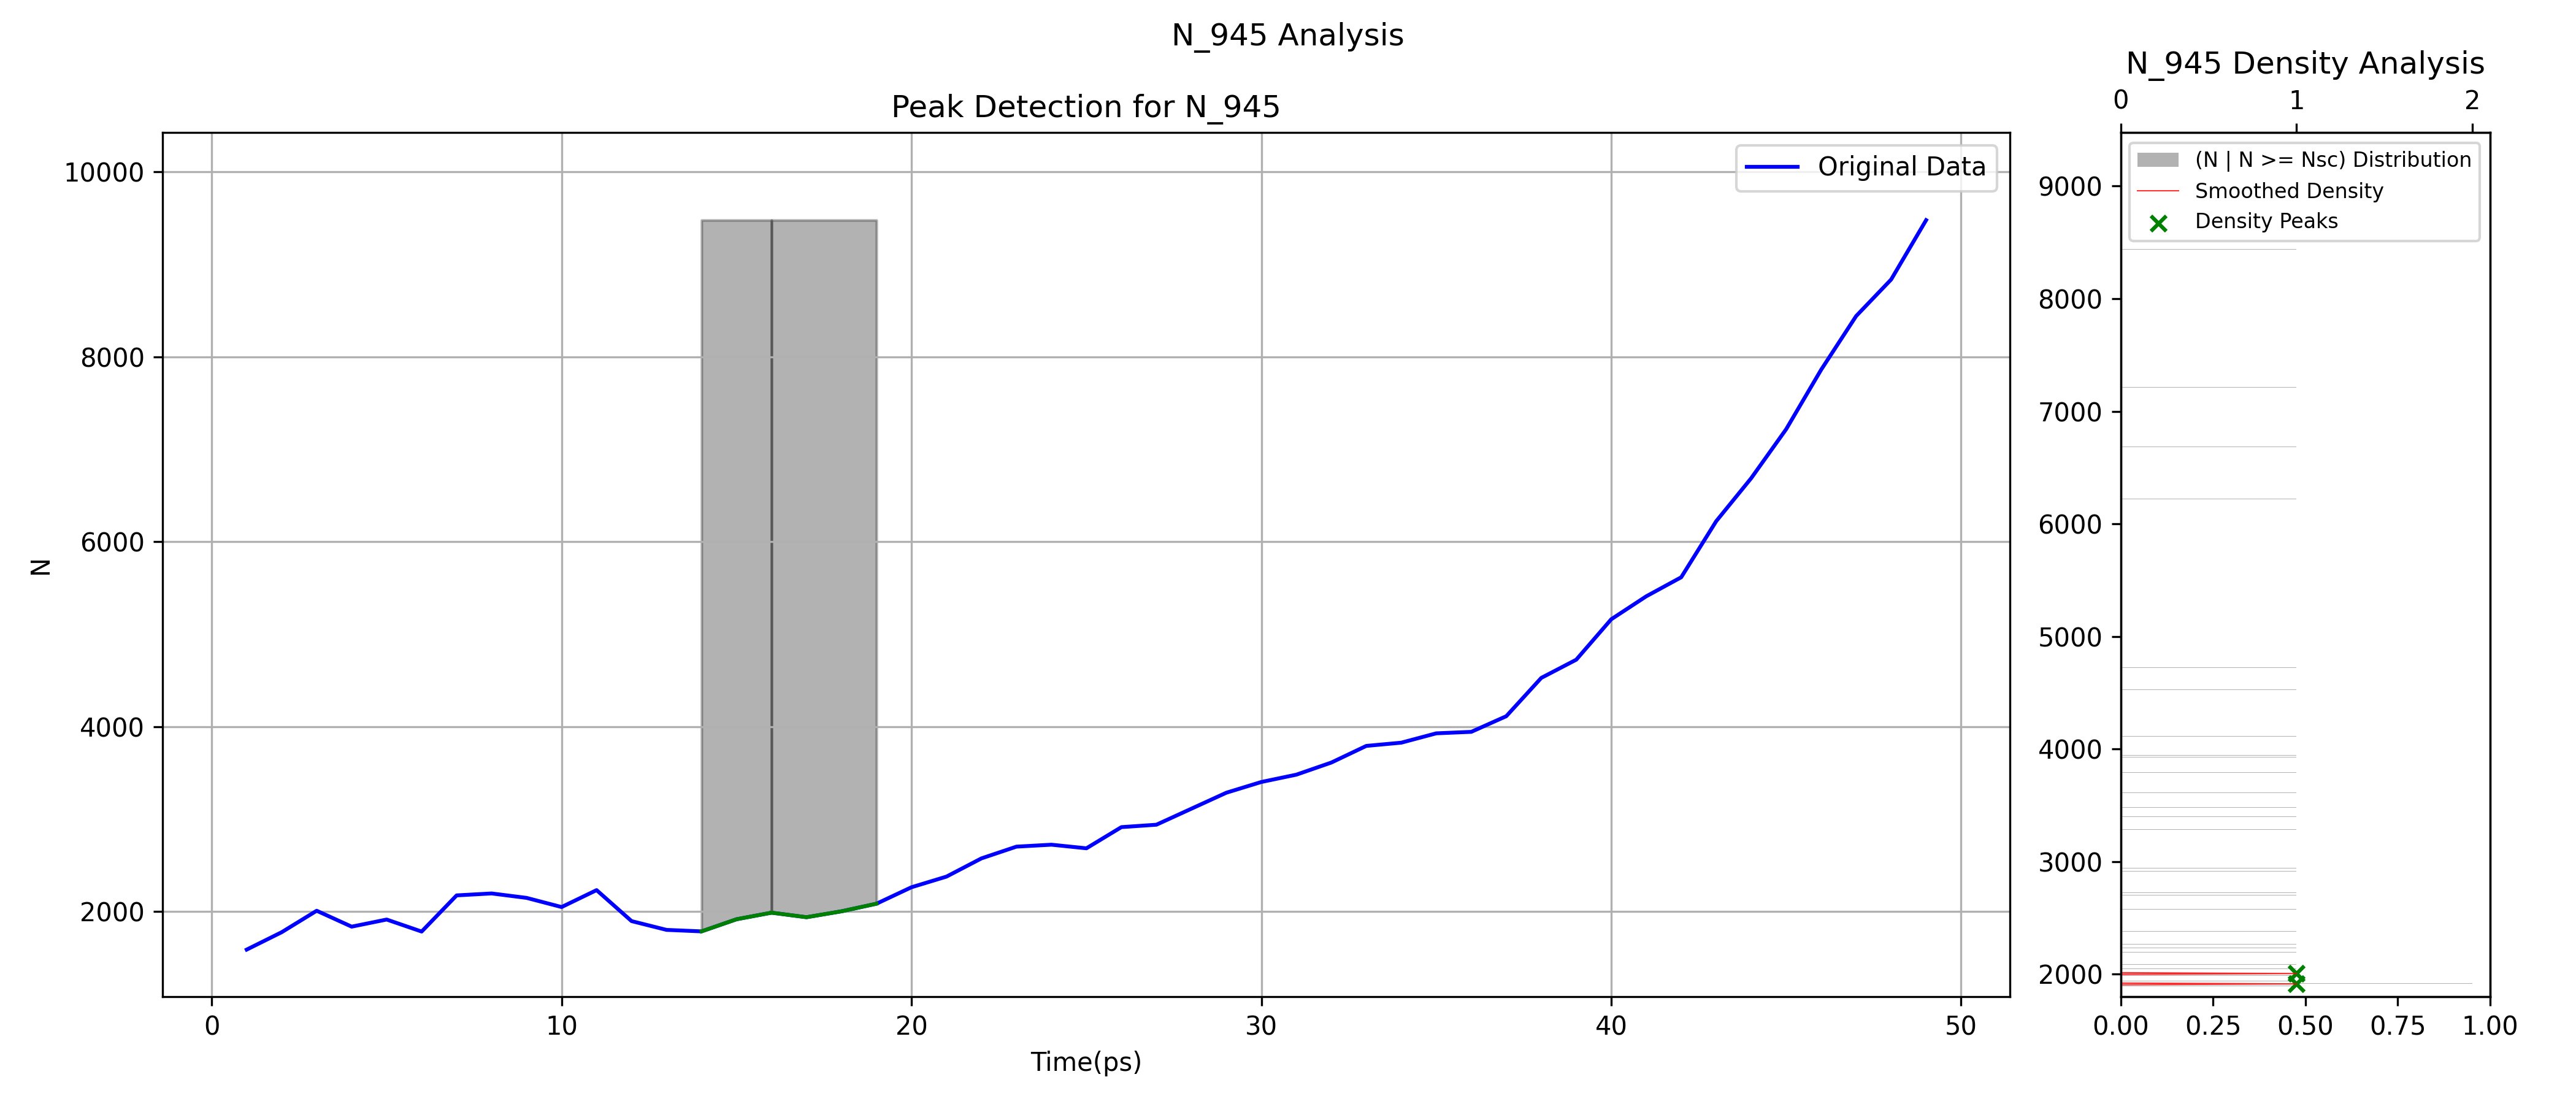 N_945 Analysis
Peak Detection for N_945
Original Data
10000
8000
6000
4000
2000
N
0 10 20 30 40 50
Time(ps)
N_945 Density Analysis
0 1 2
(N | N >= Nsc) Distribution
Smoothed Density
Density Peaks
9000
8000
7000
6000
5000
4000
3000
2000
0.00 0.25 0.50 0.75 1.00